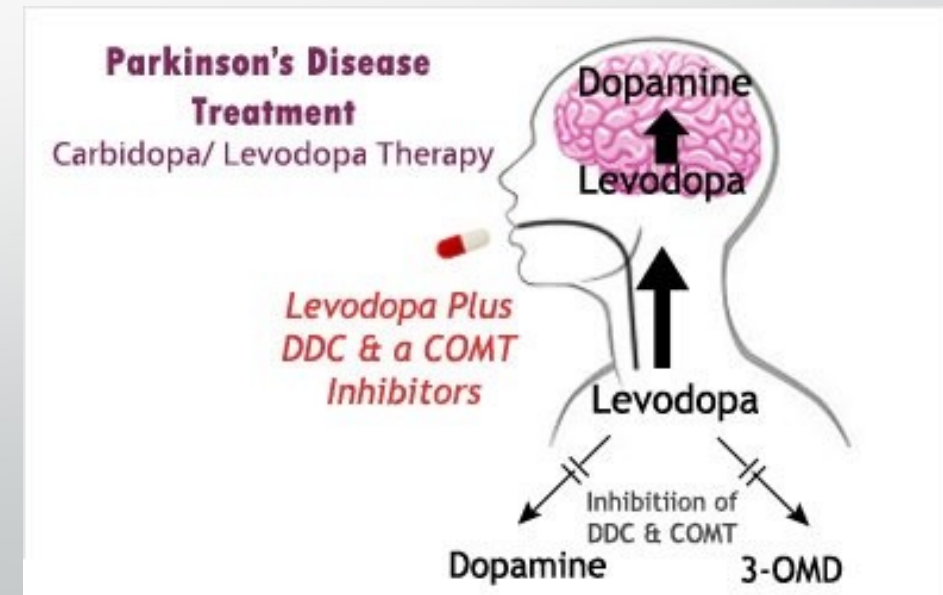 Parkinson's Disease
Treatment
Carbidopa/ Levodopa Therapy
Dopamine
Levodopa
Levodopa Plus
DDC & a COMT
Inhibitors
Levodopa
Inhibitiion of
DDC & COMT
Dopamine
3-OMD